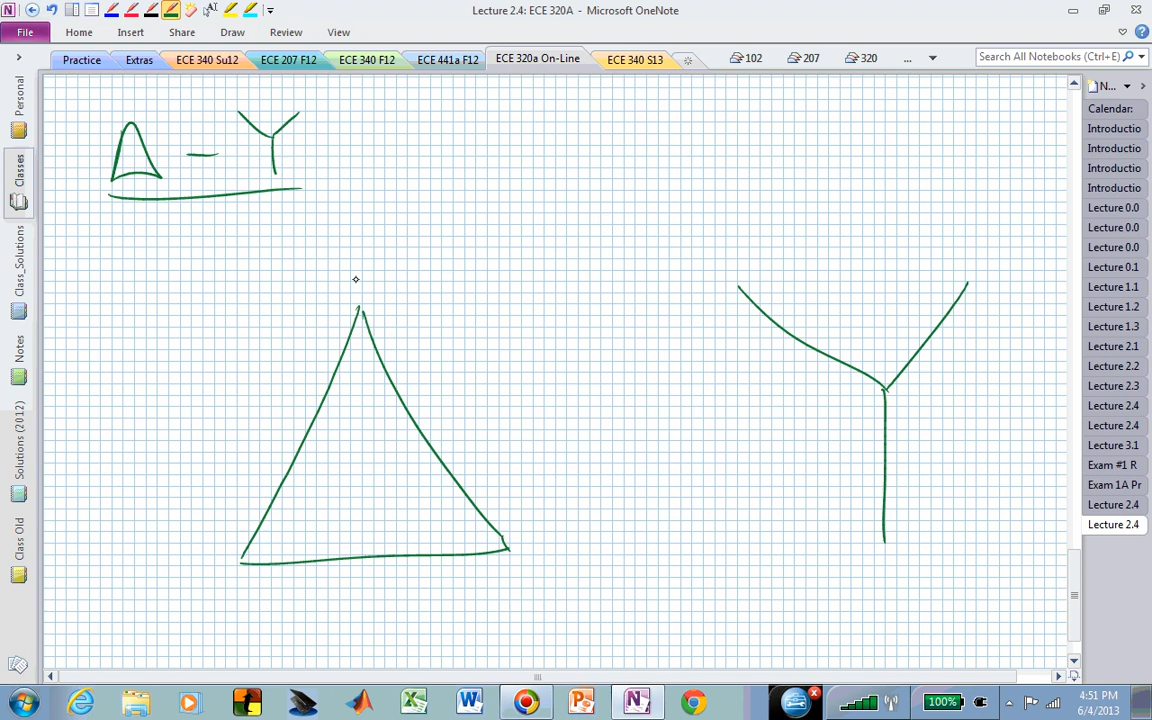 Lecture 2.4: ECE 320A - Microsoft OneNote
File Home Insert Share Draw Review View
Practice Extras ECE 340 Su12 ECE 207 F12 ECE 340 F12 ECE 441a F12 ECE 320a On-Line ECE 340 S13 102 207 320 ... Search All Notebooks (Ctrl+E)
N...
Personal
Classes
Class_Solutions
Notes
Solutions (2012)
Class Old
Δ - Y
Calendar:
Introductio
Introductio
Introductio
Introductio
Lecture 0.0
Lecture 0.0
Lecture 0.0
Lecture 0.1
Lecture 1.1
Lecture 1.2
Lecture 1.3
Lecture 2.1
Lecture 2.2
Lecture 2.3
Lecture 2.4
Lecture 2.4
Lecture 3.1
Exam #1 R
Exam 1A Pr
Lecture 2.4
Lecture 2.4
100%
4:51 PM
6/4/2013